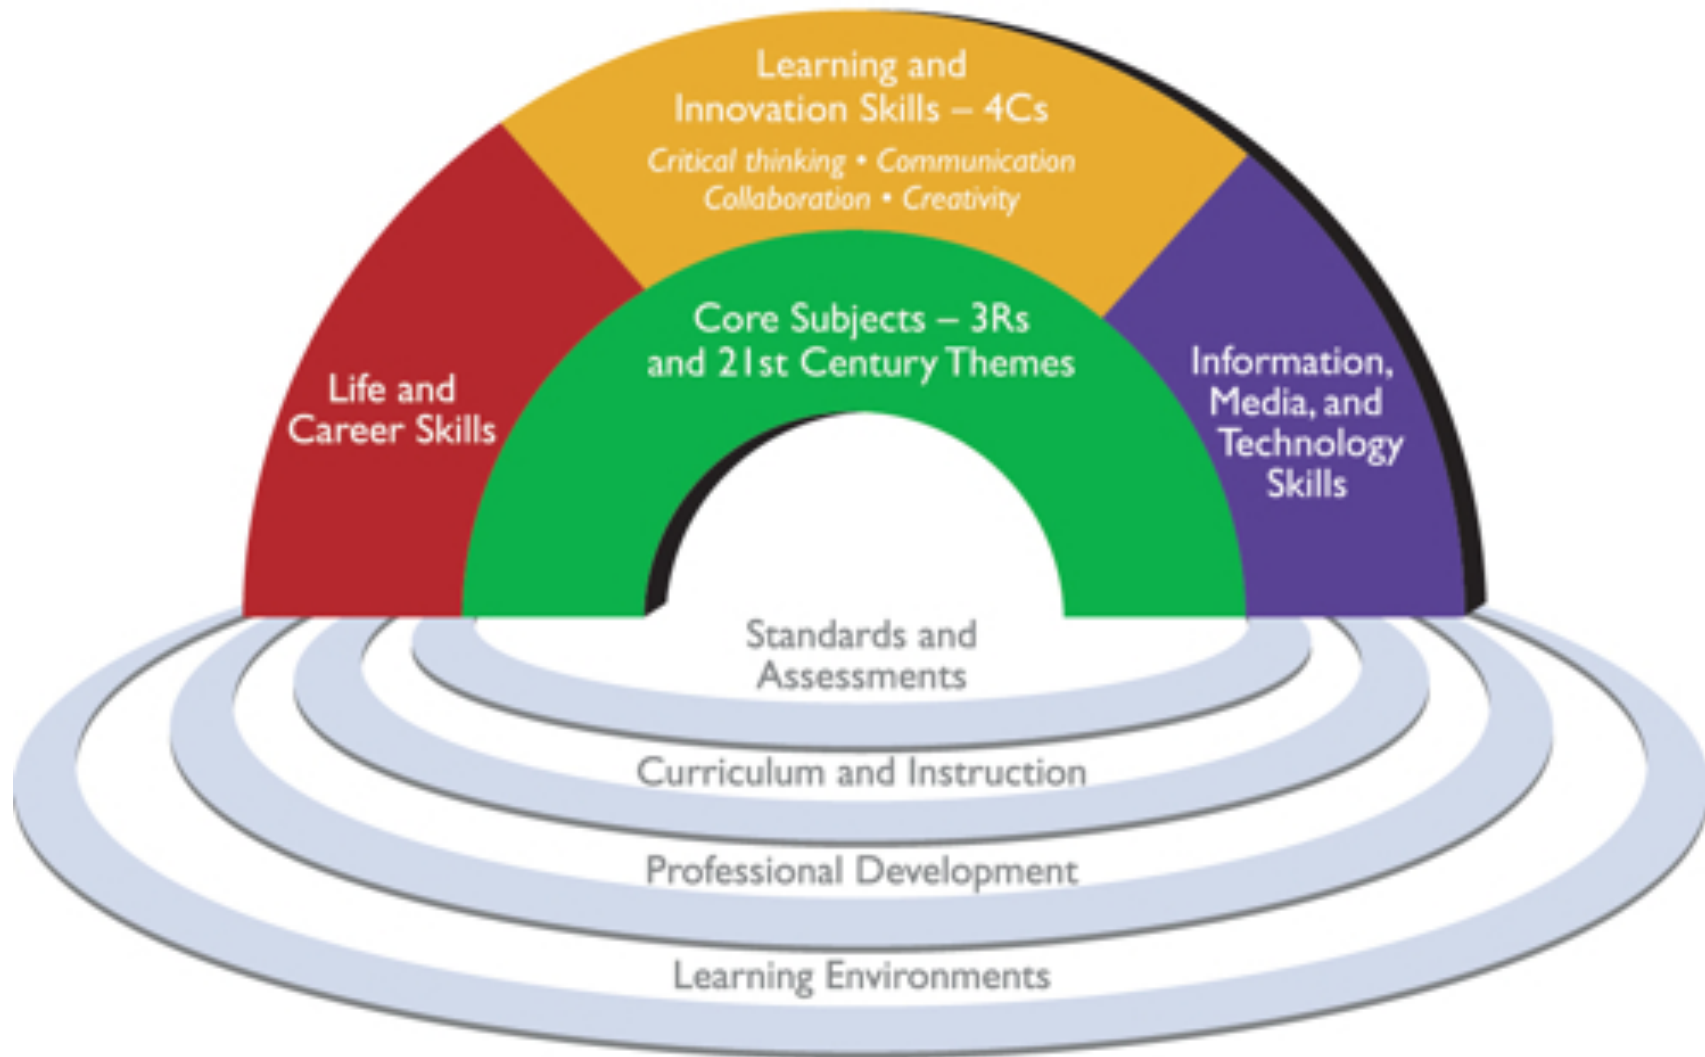 Learning and
Innovation Skills – 4Cs
Critical thinking • Communication
Collaboration • Creativity
Core Subjects – 3Rs
and 21st Century Themes
Life and
Career Skills
Information,
Media, and
Technology
Skills
Standards and
Assessments
Curriculum and Instruction
Professional Development
Learning Environments